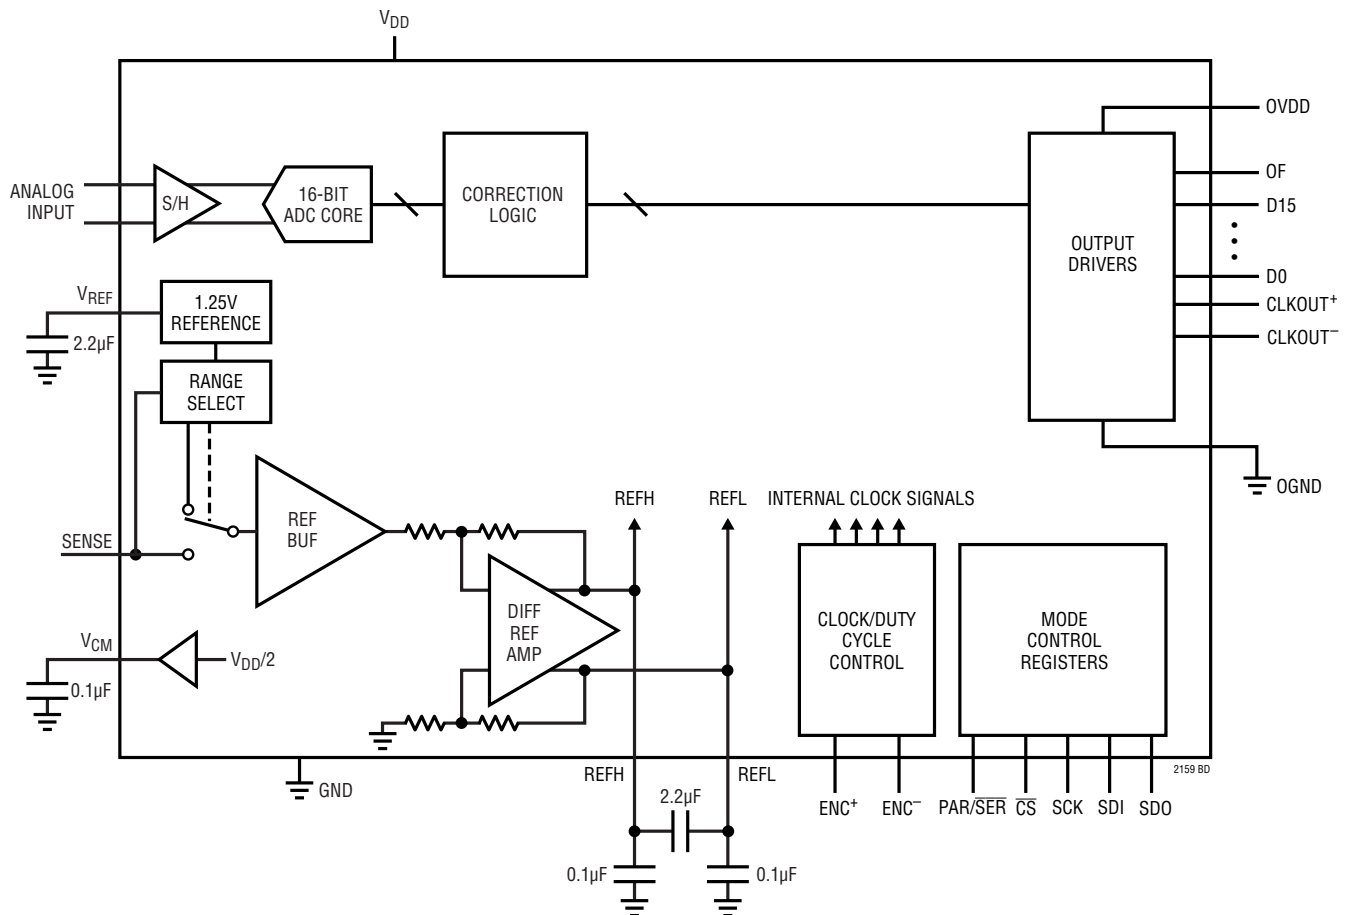 VDD
OVDD
OF
D15
D0
CLKOUT+
CLKOUT−
OGND
OUTPUT
DRIVERS
ANALOG
INPUT
S/H
16-BIT
ADC CORE
CORRECTION
LOGIC
VREF
2.2µF
1.25V
REFERENCE
RANGE
SELECT
SENSE
REF
BUF
VCM
0.1µF
VDD/2
DIFF
REF
AMP
REFH
REFL
INTERNAL CLOCK SIGNALS
CLOCK/DUTY
CYCLE
CONTROL
MODE
CONTROL
REGISTERS
2159 BD
GND
REFH
REFL
2.2µF
0.1µF
0.1µF
ENC+
ENC−
PAR/S̅E̅R̅
C̅S̅
SCK
SDI
SDO